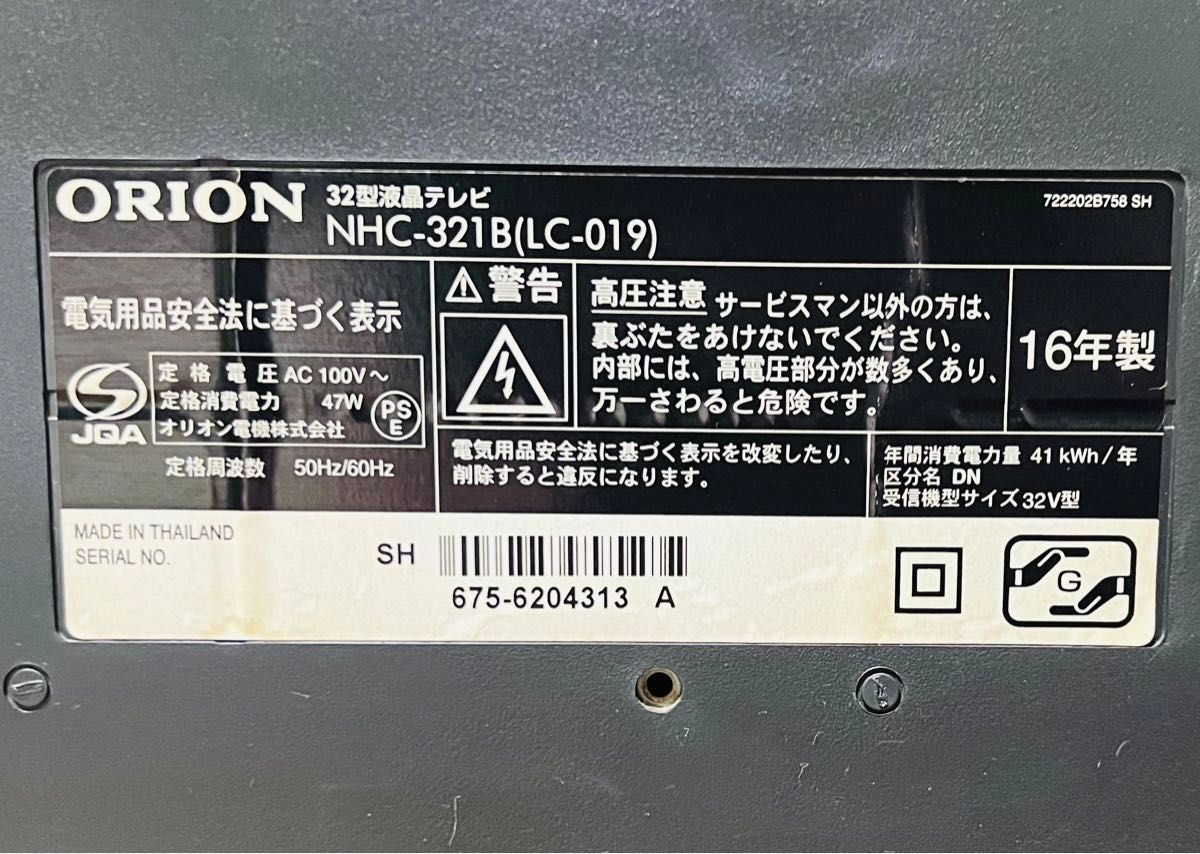 ORION 32型液晶テレビ
NHC-321B(LC-019)
722202B758 SH
電気用品安全法に基づく表示
JQA
定格電圧 AC 100V～
定格消費電力 47W
オリオン電機株式会社
PS
E
定格周波数 50Hz/60Hz
警告
高圧注意 サービスマン以外の方は、
裏ぶたをあけないでください。
内部には、高電圧部分が数多くあり、
万一さわると危険です。
16年製
電気用品安全法に基づく表示を改変したり、
削除すると違反になります。
年間消費電力量 41 kWh/年
区分名 DN
受信機型サイズ 32V型
MADE IN THAILAND
SERIAL NO.
SH
675-6204313 A
G